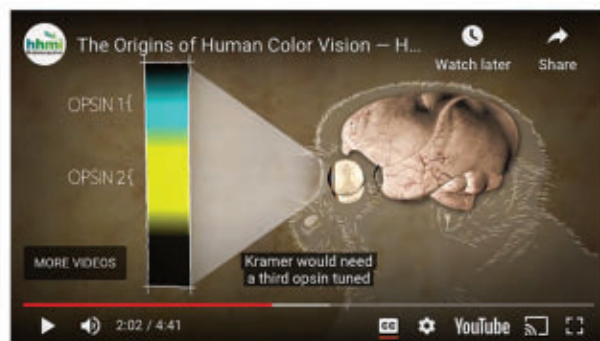 hhmi
The Origins of Human Color Vision — H...
Watch later
Share
OPSIN 1{
OPSIN 2{
MORE VIDEOS
Kramer would need
a third opsin tuned
2:02 / 4:41
CC
YouTube